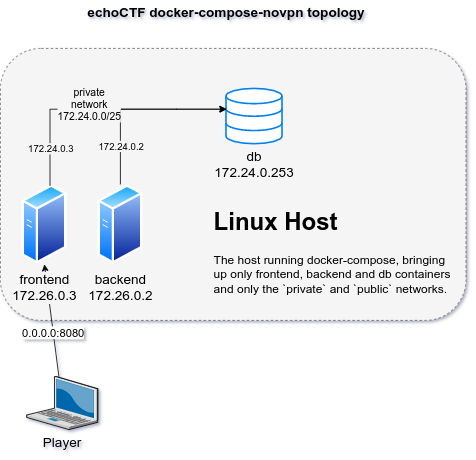 echoCTF docker-compose-novpn topology
private
network
172.24.0.0/25
172.24.0.3
172.24.0.2
db
172.24.0.253
Linux Host
The host running docker-compose, bringing
up only frontend, backend and db containers
and only the `private` and `public` networks.
frontend
172.26.0.3
backend
172.26.0.2
0.0.0.0:8080
Player